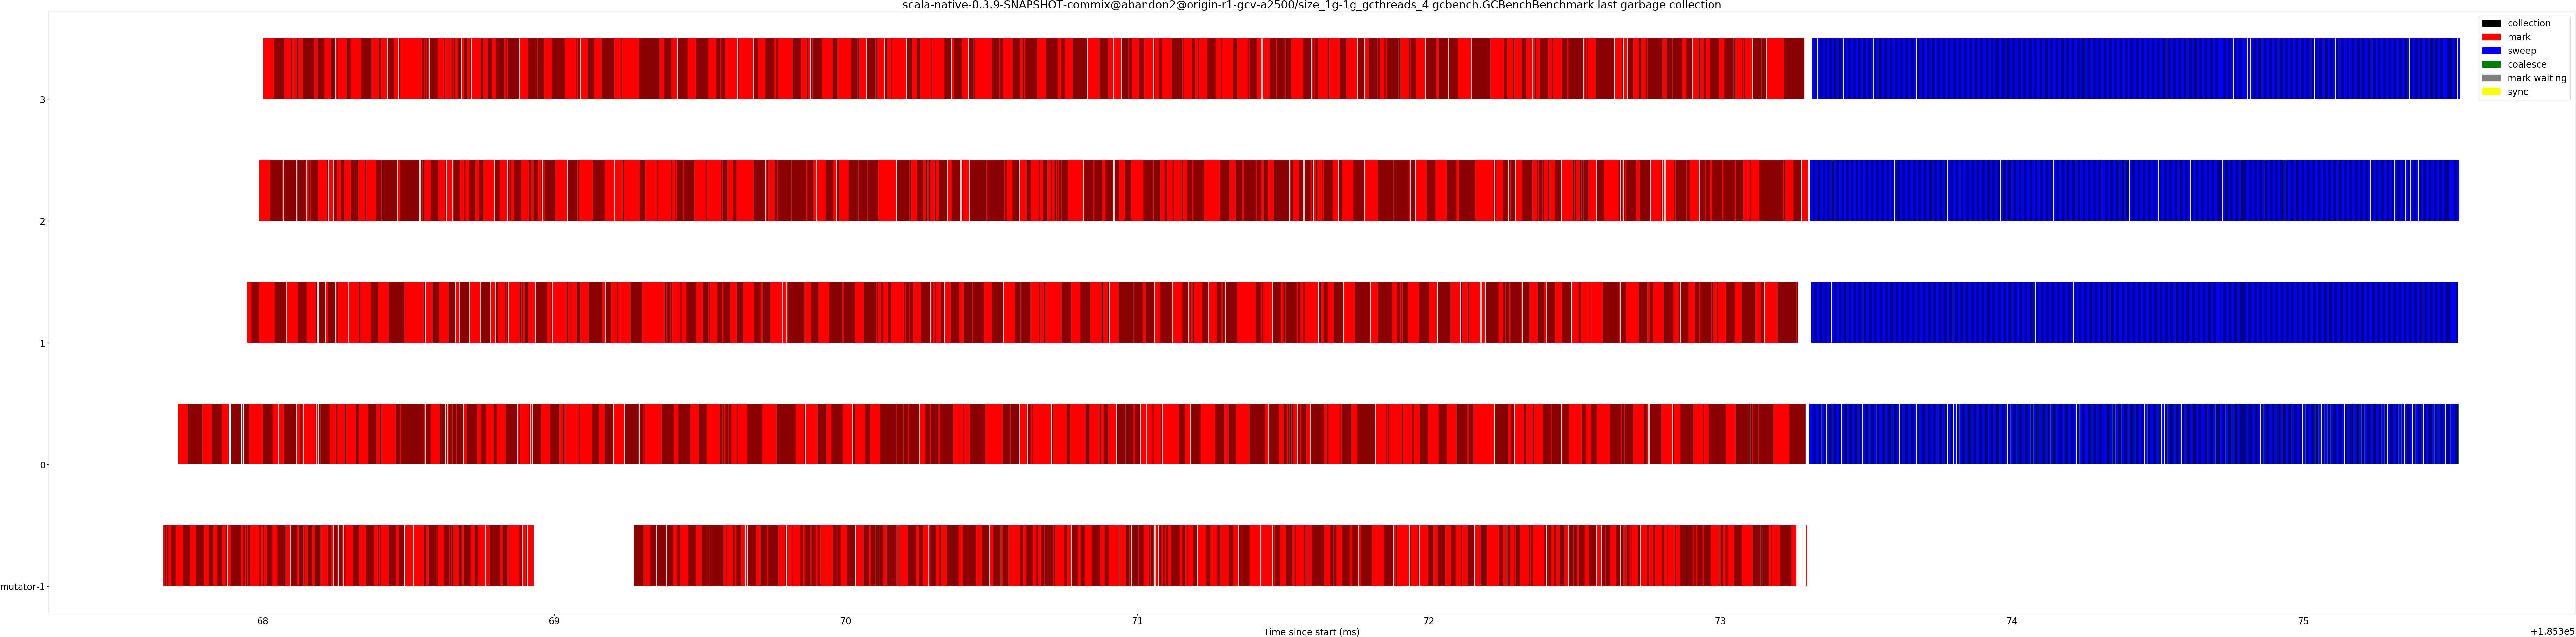 scala-native-0.3.9-SNAPSHOT-commix@abandon2@origin-r1-gcv-a2500/size_1g-1g_gcthreads_4 gcbench.GCBenchBenchmark last garbage collection
collection
mark
sweep
coalesce
mark waiting
sync
3
2
1
0
mutator-1
68 69 70 71 72 73 74 75
Time since start (ms)
+1.853e5